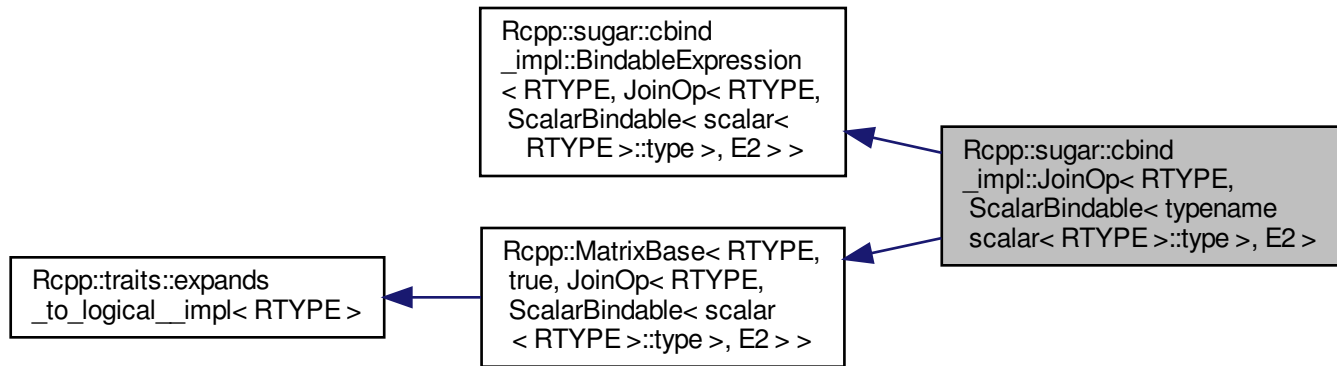 Rcpp::sugar::cbind
_impl::BindableExpression
< RTYPE, JoinOp< RTYPE,
ScalarBindable< scalar<
RTYPE >::type >, E2 > >
Rcpp::sugar::cbind
_impl::JoinOp< RTYPE,
ScalarBindable< typename
scalar< RTYPE >::type >, E2 >
Rcpp::MatrixBase< RTYPE,
true, JoinOp< RTYPE,
ScalarBindable< scalar
< RTYPE >::type >, E2 > >
Rcpp::traits::expands
_to_logical__impl< RTYPE >